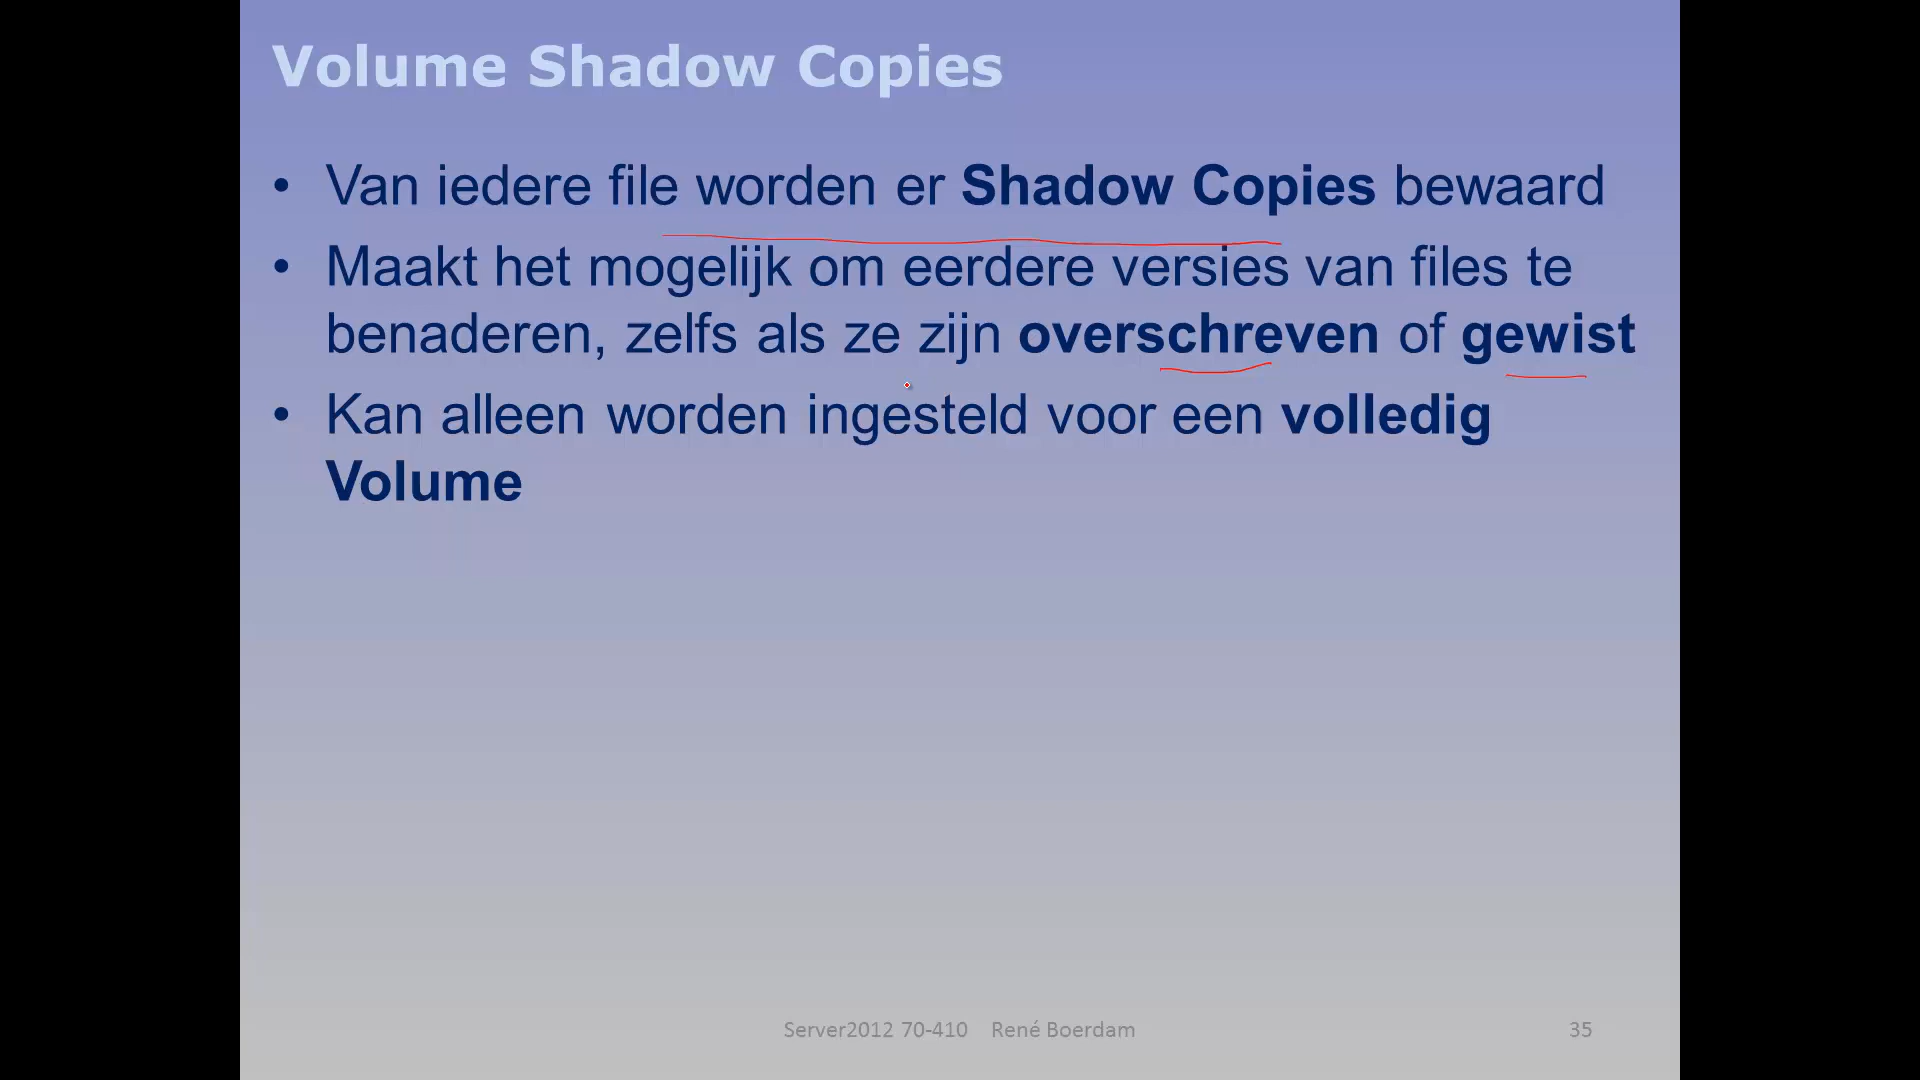 Volume Shadow Copies
• Van iedere file worden er Shadow Copies bewaard
• Maakt het mogelijk om eerdere versies van files te
benaderen, zelfs als ze zijn overschreven of gewist
• Kan alleen worden ingesteld voor een volledig
Volume
Server2012 70-410 René Boerdam 35